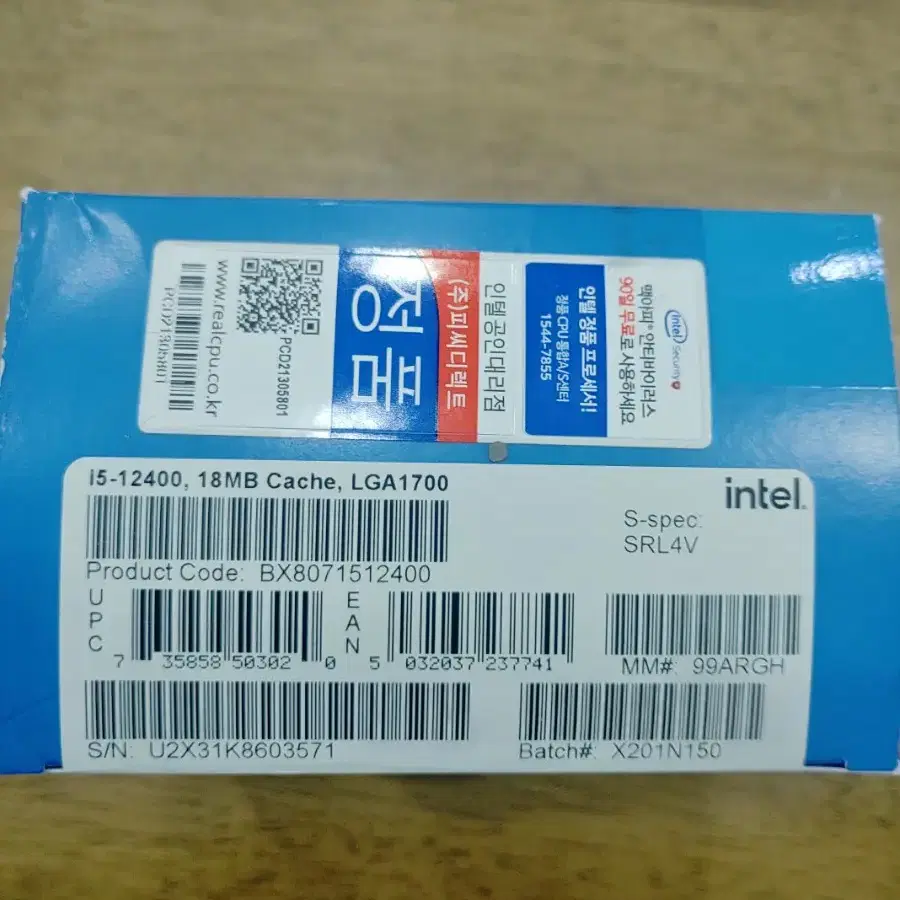 intel Security
맥아피® 안티바이러스
90일 무료로 사용하세요
인텔 정품 프로세서!
정품 CPU 통합A/S센터
1544-7855
인텔 공인대리점
(주)피씨디렉트
정품
PCD21305801
www.realcpu.co.kr
PCD21305801
i5-12400, 18MB Cache, LGA1700
intel.
S-spec:
SRL4V
Product Code: BX8071512400
UPC
7 35858 50302 0
EAN
5 032037 237741
MM#: 99ARGH
S/N: U2X31K8603571
Batch#: X201N150